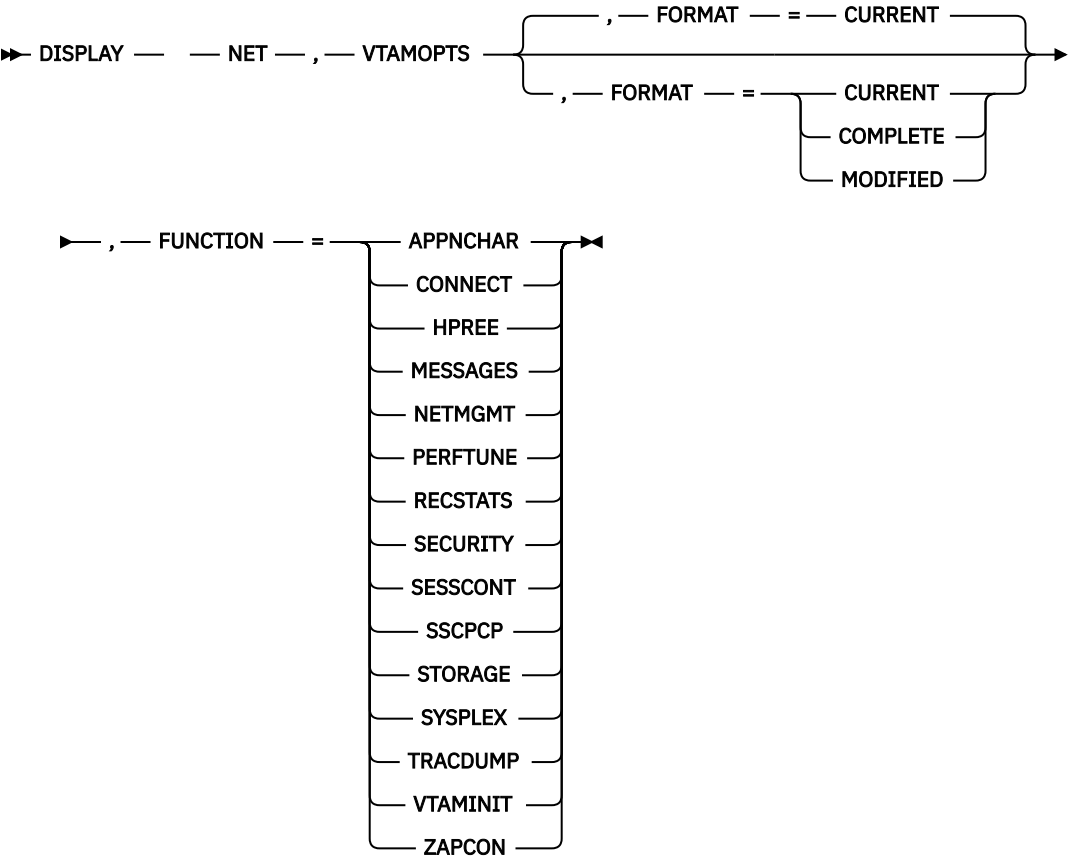 , FORMAT = CURRENT
DISPLAY NET , VTAMOPTS
, FORMAT = CURRENT
COMPLETE
MODIFIED
, FUNCTION = APPNCHAR
CONNECT
HPREE
MESSAGES
NETMGMT
PERFTUNE
RECSTATS
SECURITY
SESSCONT
SSCPCP
STORAGE
SYSPLEX
TRACDUMP
VTAMINIT
ZAPCON